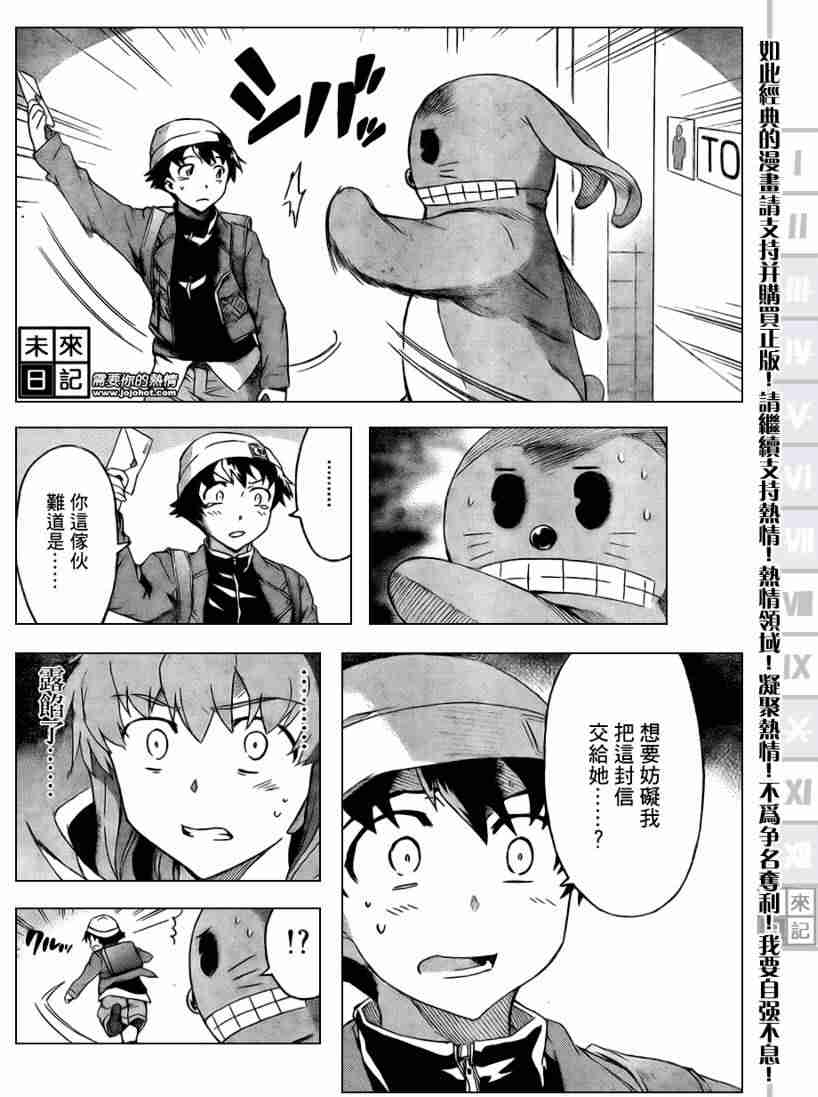 シバッ
TO
未來
日記
需要你的熱情
www.jojohot.com
………
你這傢伙
難道是……
想要妨礙我
把這封信
交給她……?
………
露餡了……
!?
クルッ
如此經典的漫畫請支持并購買正版!請繼續支持熱情!熱情領域!凝聚熱情!不爲争名奪利!我要自强不息!
I
II
III
IV
V
VI
VII
VIII
IX
X
XI
XII
來
記